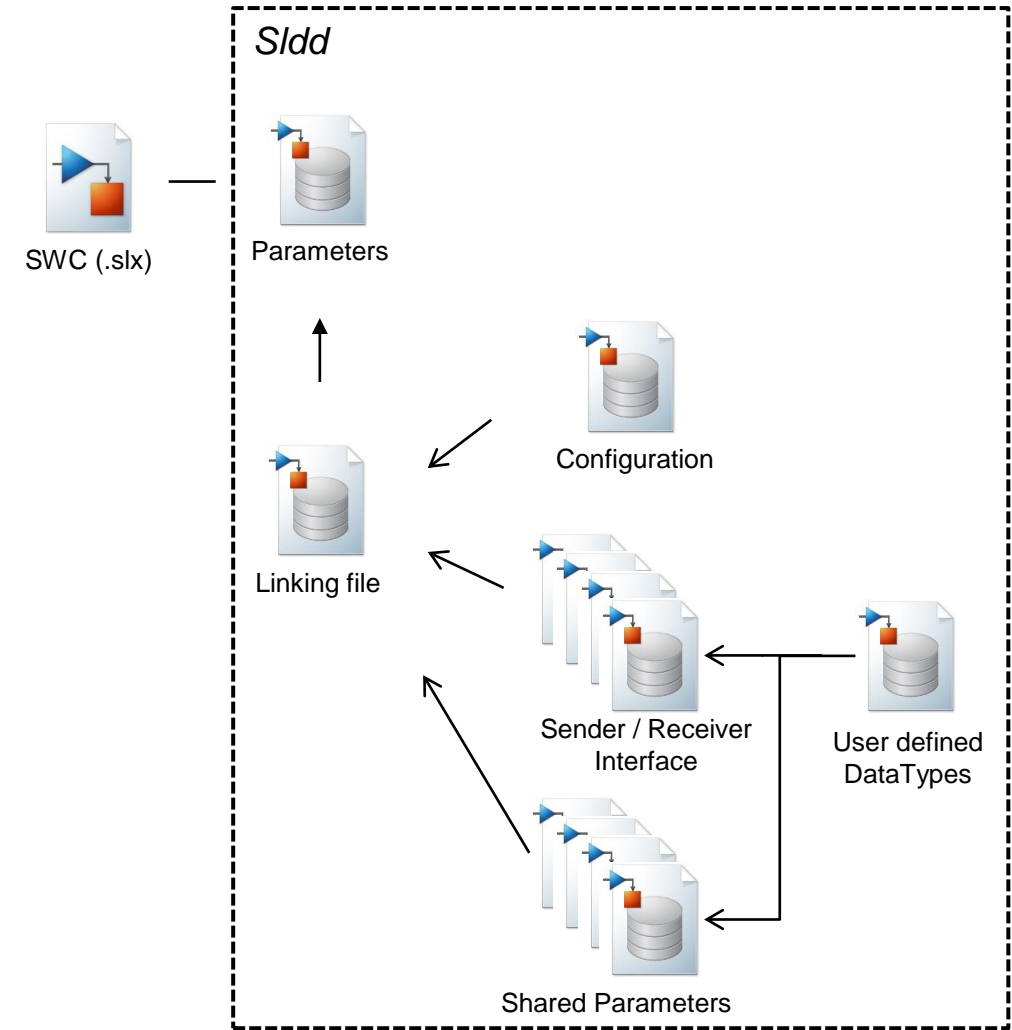 Sldd
SWC (.slx)
Parameters
Configuration
Linking file
Sender / Receiver
Interface
User defined
DataTypes
Shared Parameters